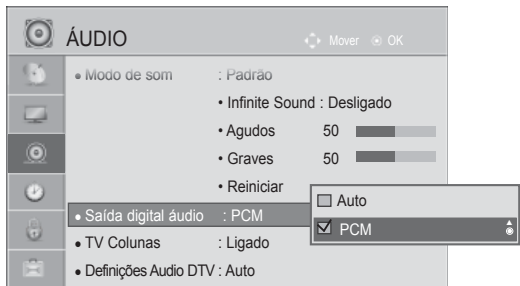 ÁUDIO
Mover OK
• Modo de som : Padrão
• Infinite Sound : Desligado
• Agudos 50
• Graves 50
• Reiniciar
• Saída digital áudio : PCM
Auto
PCM
• TV Colunas : Ligado
• Definições Audio DTV : Auto